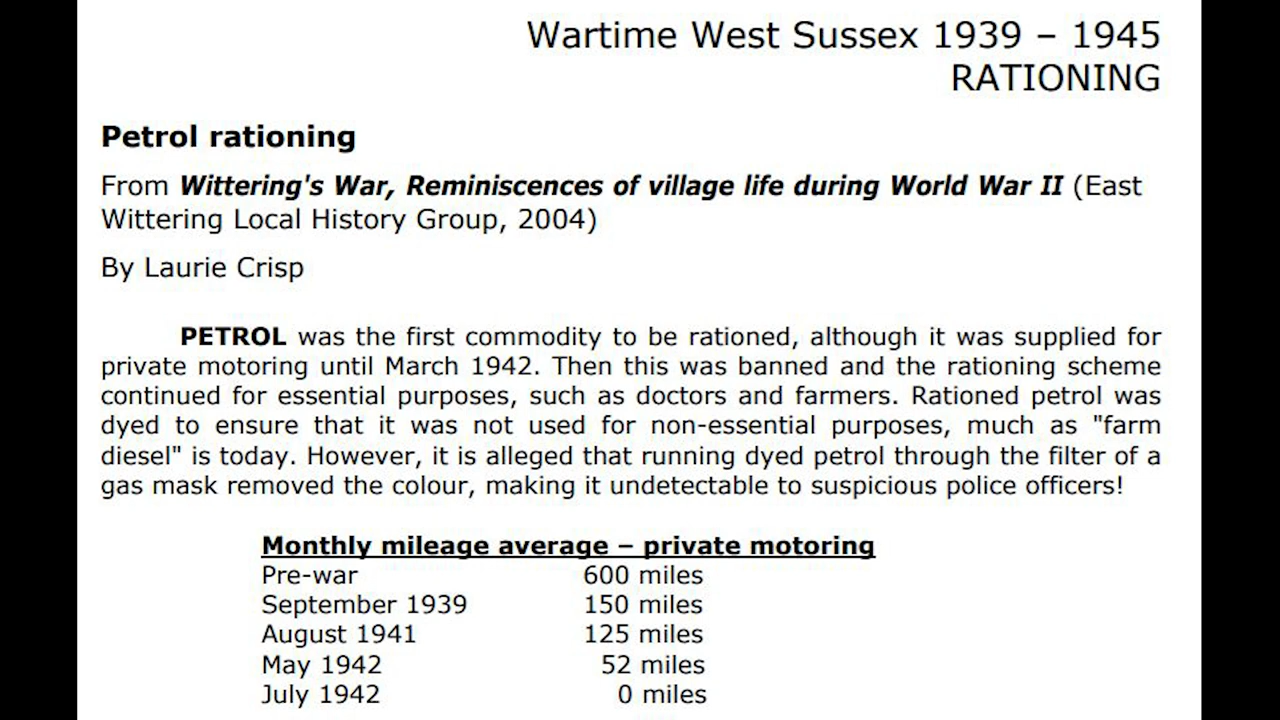 Wartime West Sussex 1939 – 1945
RATIONING
Petrol rationing
From Wittering's War, Reminiscences of village life during World War II (East
Wittering Local History Group, 2004)
By Laurie Crisp
PETROL was the first commodity to be rationed, although it was supplied for
private motoring until March 1942. Then this was banned and the rationing scheme
continued for essential purposes, such as doctors and farmers. Rationed petrol was
dyed to ensure that it was not used for non-essential purposes, much as "farm
diesel" is today. However, it is alleged that running dyed petrol through the filter of a
gas mask removed the colour, making it undetectable to suspicious police officers!
Monthly mileage average – private motoring
Pre-war 600 miles
September 1939 150 miles
August 1941 125 miles
May 1942 52 miles
July 1942 0 miles